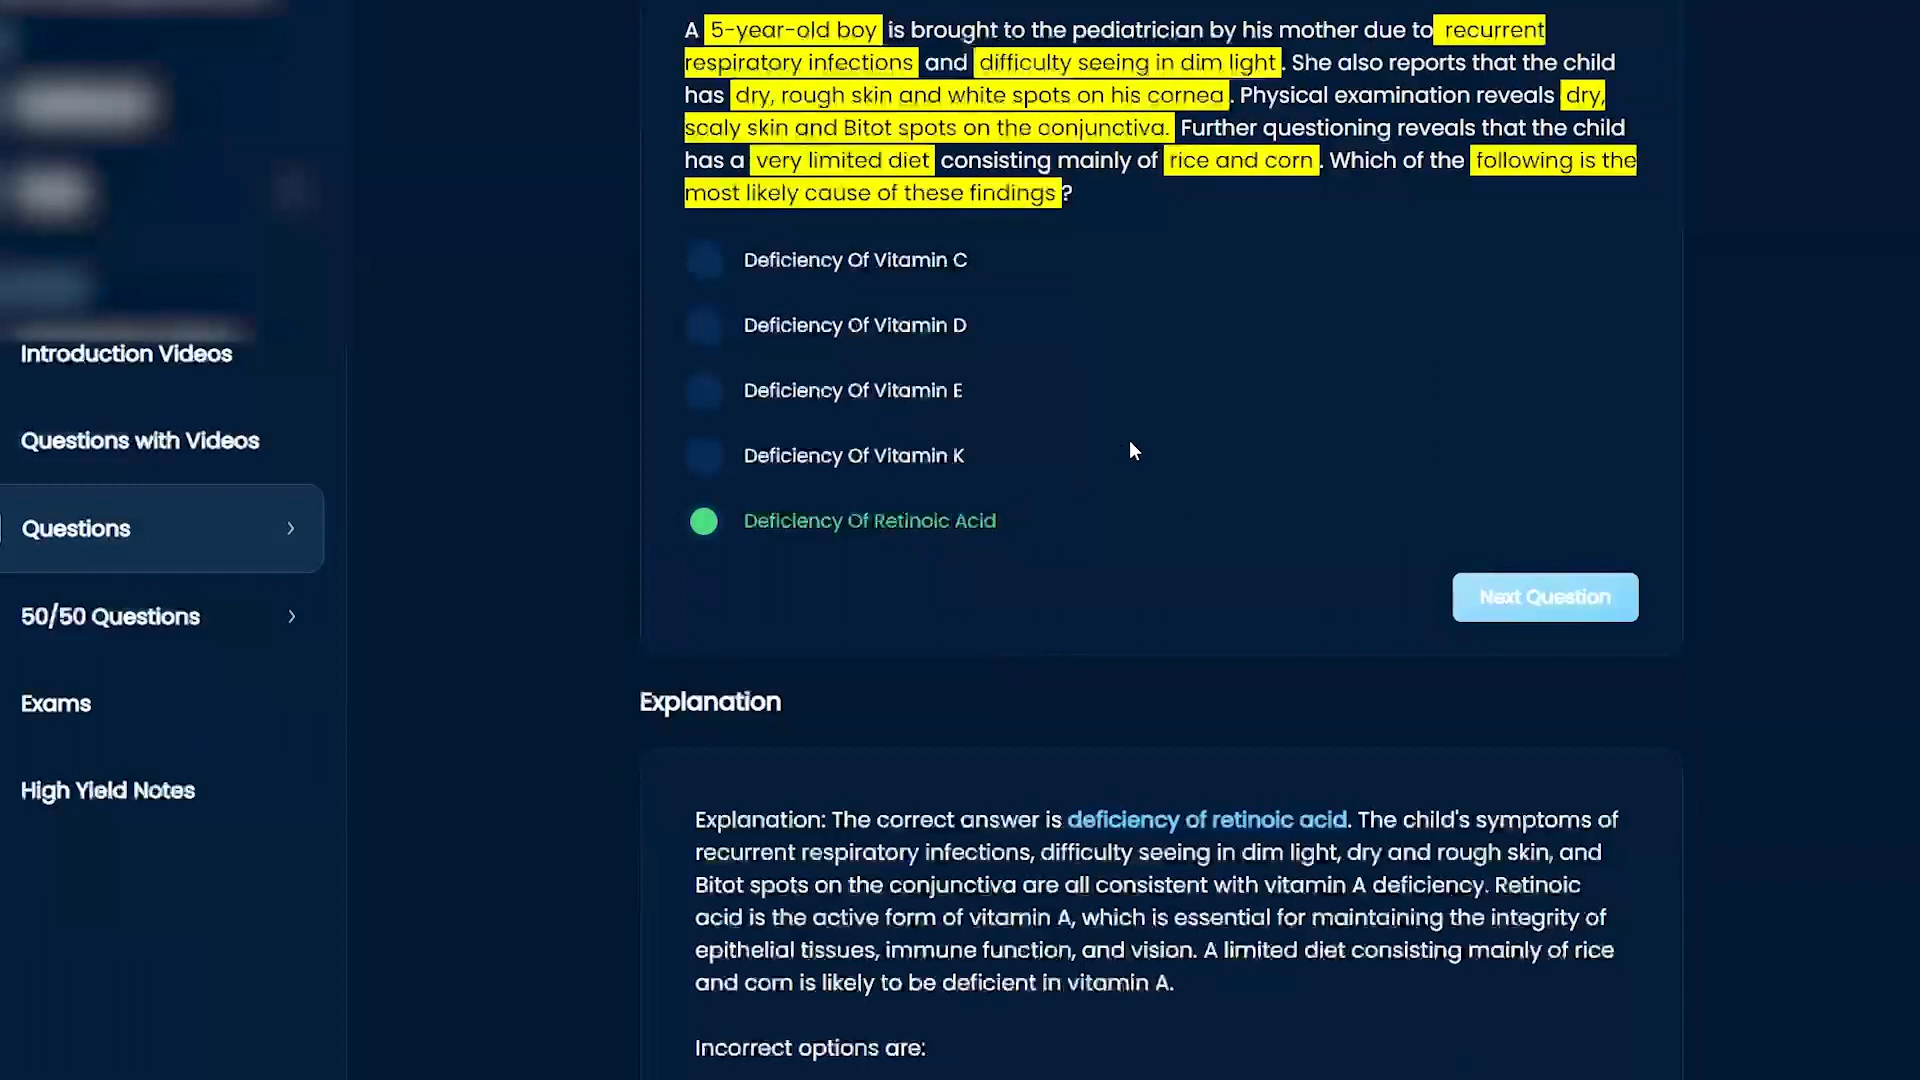 A 5-year-old boy is brought to the pediatrician by his mother due to recurrent
respiratory infections and difficulty seeing in dim light. She also reports that the child
has dry, rough skin and white spots on his cornea. Physical examination reveals dry,
scaly skin and Bitot spots on the conjunctiva. Further questioning reveals that the child
has a very limited diet consisting mainly of rice and corn. Which of the following is the
most likely cause of these findings?
Deficiency Of Vitamin C
Deficiency Of Vitamin D
Deficiency Of Vitamin E
Deficiency Of Vitamin K
Deficiency Of Retinoic Acid
Next Question
Introduction Videos
Questions with Videos
Questions
50/50 Questions
Exams
High Yield Notes
Explanation
Explanation: The correct answer is deficiency of retinoic acid. The child's symptoms of
recurrent respiratory infections, difficulty seeing in dim light, dry and rough skin, and
Bitot spots on the conjunctiva are all consistent with vitamin A deficiency. Retinoic
acid is the active form of vitamin A, which is essential for maintaining the integrity of
epithelial tissues, immune function, and vision. A limited diet consisting mainly of rice
and corn is likely to be deficient in vitamin A.
Incorrect options are: